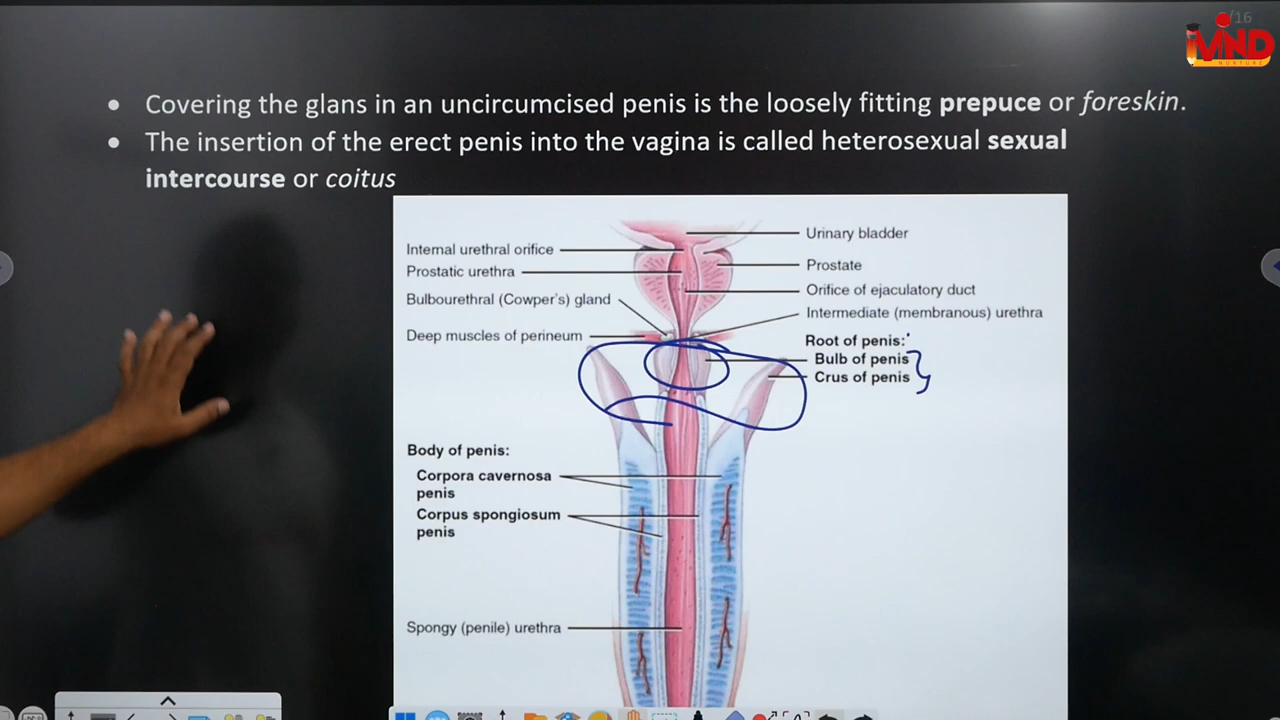 /16
iMIND
NURTURE
• Covering the glans in an uncircumcised penis is the loosely fitting prepuce or foreskin.
• The insertion of the erect penis into the vagina is called heterosexual sexual
intercourse or coitus
Internal urethral orifice
Prostatic urethra
Bulbourethral (Cowper's) gland
Deep muscles of perineum
Urinary bladder
Prostate
Orifice of ejaculatory duct
Intermediate (membranous) urethra
Root of penis:
Bulb of penis
Crus of penis
Body of penis:
Corpora cavernosa
penis
Corpus spongiosum
penis
Spongy (penile) urethra